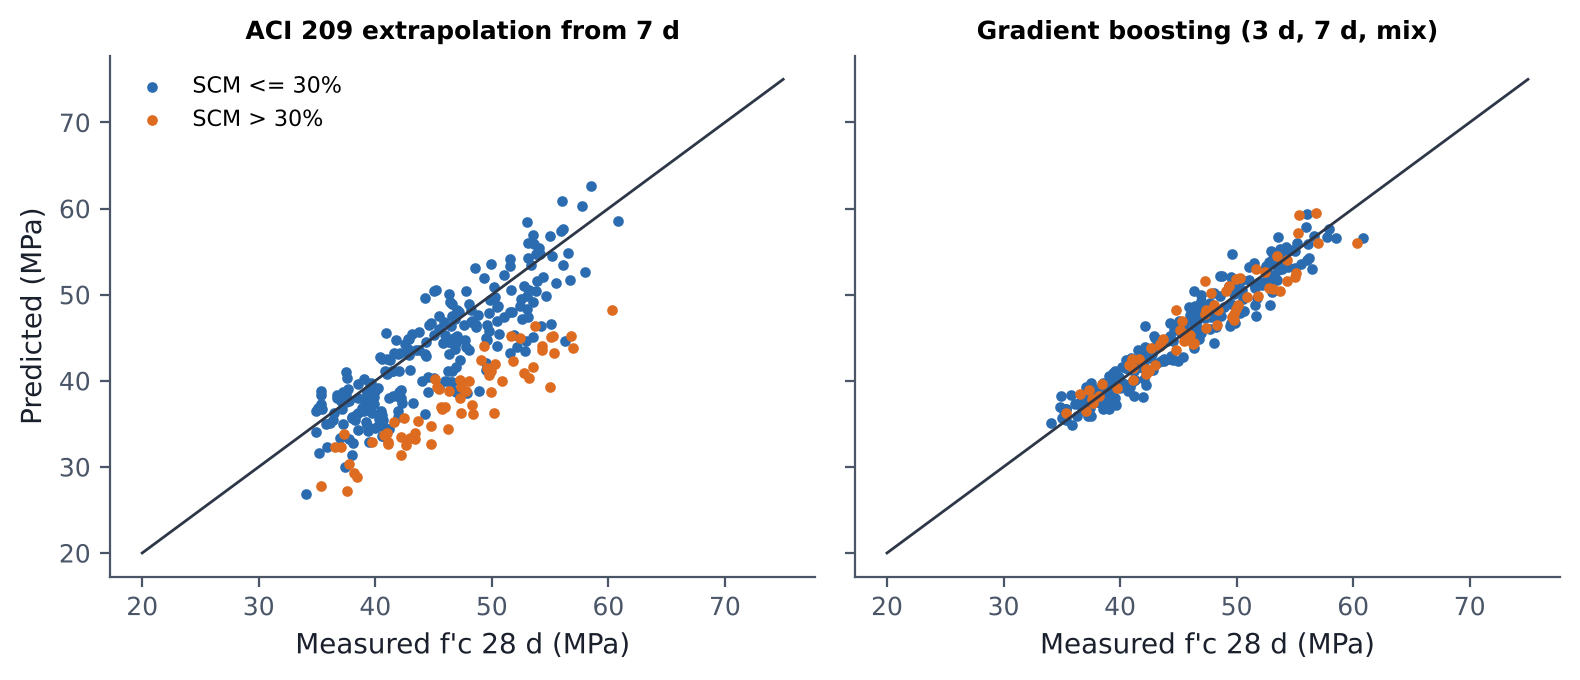 ACI 209 extrapolation from 7 d
Gradient boosting (3 d, 7 d, mix)
SCM <= 30%
SCM > 30%
Predicted (MPa)
70
60
50
40
30
20
20 30 40 50 60 70
20 30 40 50 60 70
Measured f'c 28 d (MPa)
Measured f'c 28 d (MPa)